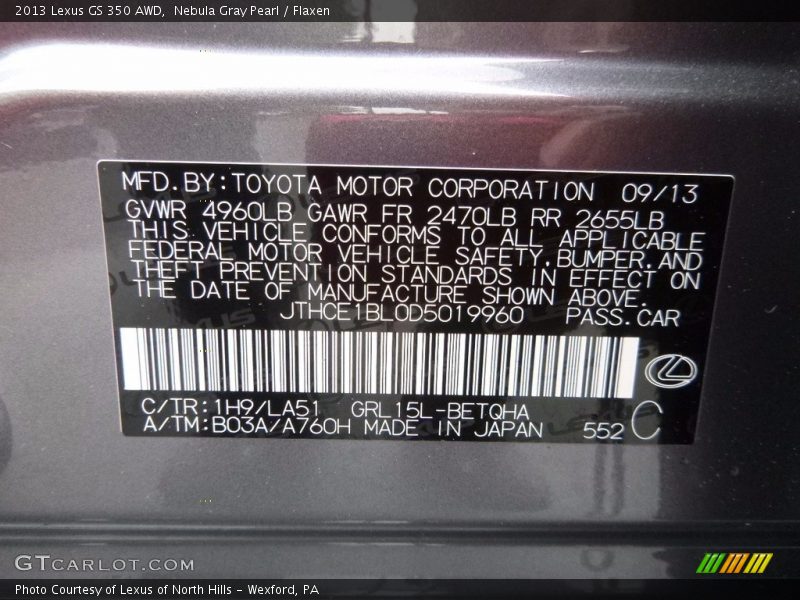 2013 Lexus GS 350 AWD, Nebula Gray Pearl / Flaxen
MFD.BY:TOYOTA MOTOR CORPORATION 09/13
GVWR 4960LB GAWR FR 2470LB RR 2655LB
THIS VEHICLE CONFORMS TO ALL APPLICABLE
FEDERAL MOTOR VEHICLE SAFETY,BUMPER,AND
THEFT PREVENTION STANDARDS IN EFFECT ON
THE DATE OF MANUFACTURE SHOWN ABOVE.
JTHCE1BL0D5019960 PASS.CAR
C/TR:1H9/LA51 GRL15L-BETQHA
A/TM:B03A/A760H MADE IN JAPAN 552 C
GTCARLOT.COM
Photo Courtesy of Lexus of North Hills - Wexford, PA